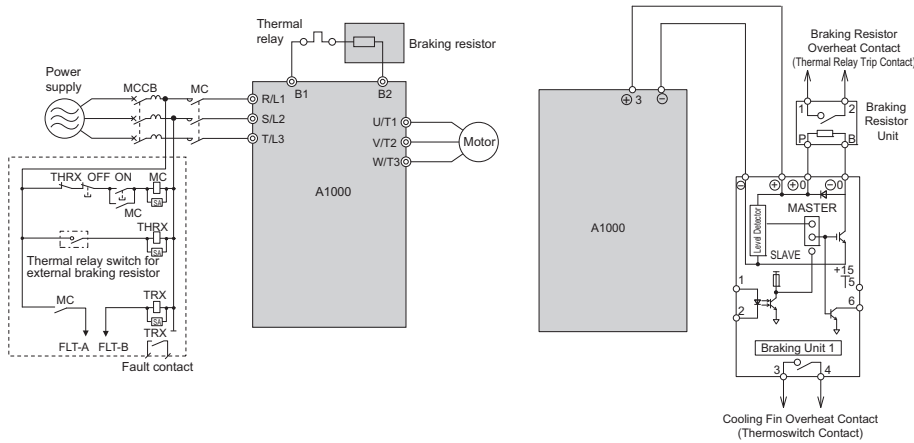 Thermal
relay
Braking resistor
Power
supply
MCCB
MC
B1
B2
R/L1
S/L2
T/L3
U/T1
V/T2
W/T3
Motor
A1000
THRX
OFF
ON
MC
SA
MC
THRX
SA
Thermal relay switch for
external braking resistor
MC
TRX
SA
FLT-A
FLT-B
TRX
Fault contact
⊕ 3
⊖
A1000
Braking Resistor
Overheat Contact
(Thermal Relay Trip Contact)
1
2
Braking
Resistor
Unit
P
B
⊖
⊕
⊕0
⊖0
MASTER
Level Detector
SLAVE
+15
5
1
6
2
Braking Unit 1
3
4
Cooling Fin Overheat Contact
(Thermoswitch Contact)